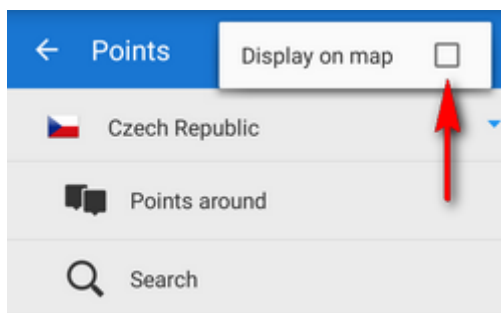 Points
Display on map
Czech Republic
Points around
Search